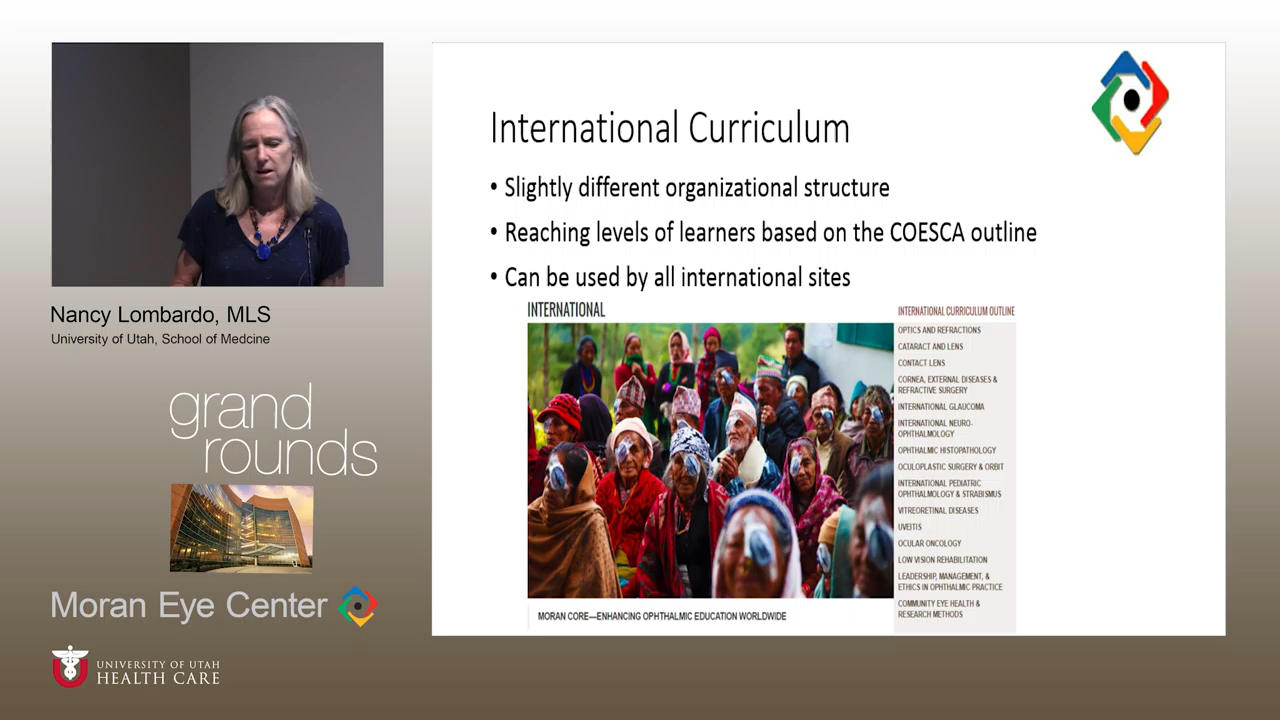 International Curriculum
• Slightly different organizational structure
• Reaching levels of learners based on the COESCA outline
• Can be used by all international sites
INTERNATIONAL
INTERNATIONAL CURRICULUM OUTLINE
OPTICS AND REFRACTIONS
CATARACT AND LENS
CONTACT LENS
CORNEA, EXTERNAL DISEASES &
REFRACTIVE SURGERY
INTERNATIONAL GLAUCOMA
INTERNATIONAL NEURO-
OPHTHALMOLOGY
OPHTHALMIC HISTOPATHOLOGY
OCULOPLASTIC SURGERY & ORBIT
INTERNATIONAL PEDIATRIC
OPHTHALMOLOGY & STRABISMUS
VITREORETINAL DISEASES
UVEITIS
OCULAR ONCOLOGY
LOW VISION REHABILITATION
LEADERSHIP, MANAGEMENT, &
ETHICS IN OPHTHALMIC PRACTICE
COMMUNITY EYE HEALTH &
RESEARCH METHODS
MORAN CORE—ENHANCING OPHTHALMIC EDUCATION WORLDWIDE
Nancy Lombardo, MLS
University of Utah, School of Medcine
grand
rounds
Moran Eye Center
UNIVERSITY OF UTAH
HEALTH CARE